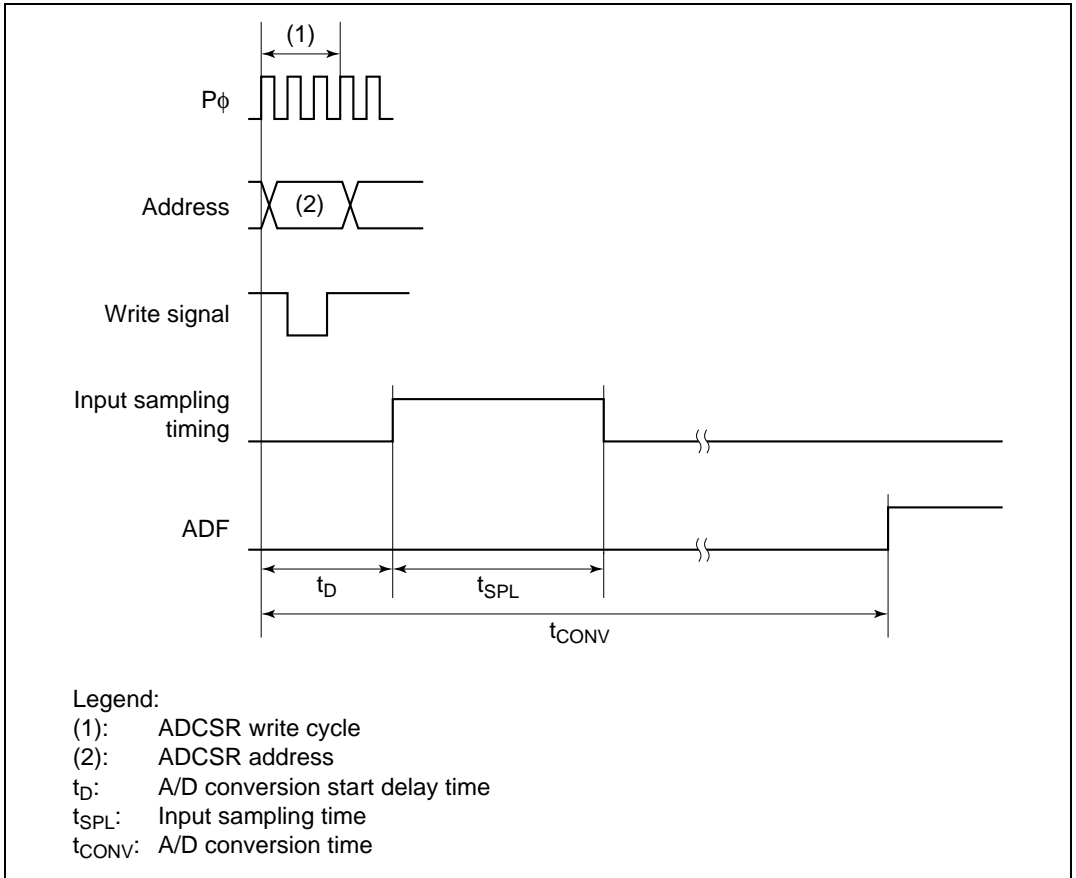 (1)
Pϕ
Address
(2)
Write signal
Input sampling
timing
ADF
tD
tSPL
tCONV
Legend:
(1): ADCSR write cycle
(2): ADCSR address
tD: A/D conversion start delay time
tSPL: Input sampling time
tCONV: A/D conversion time